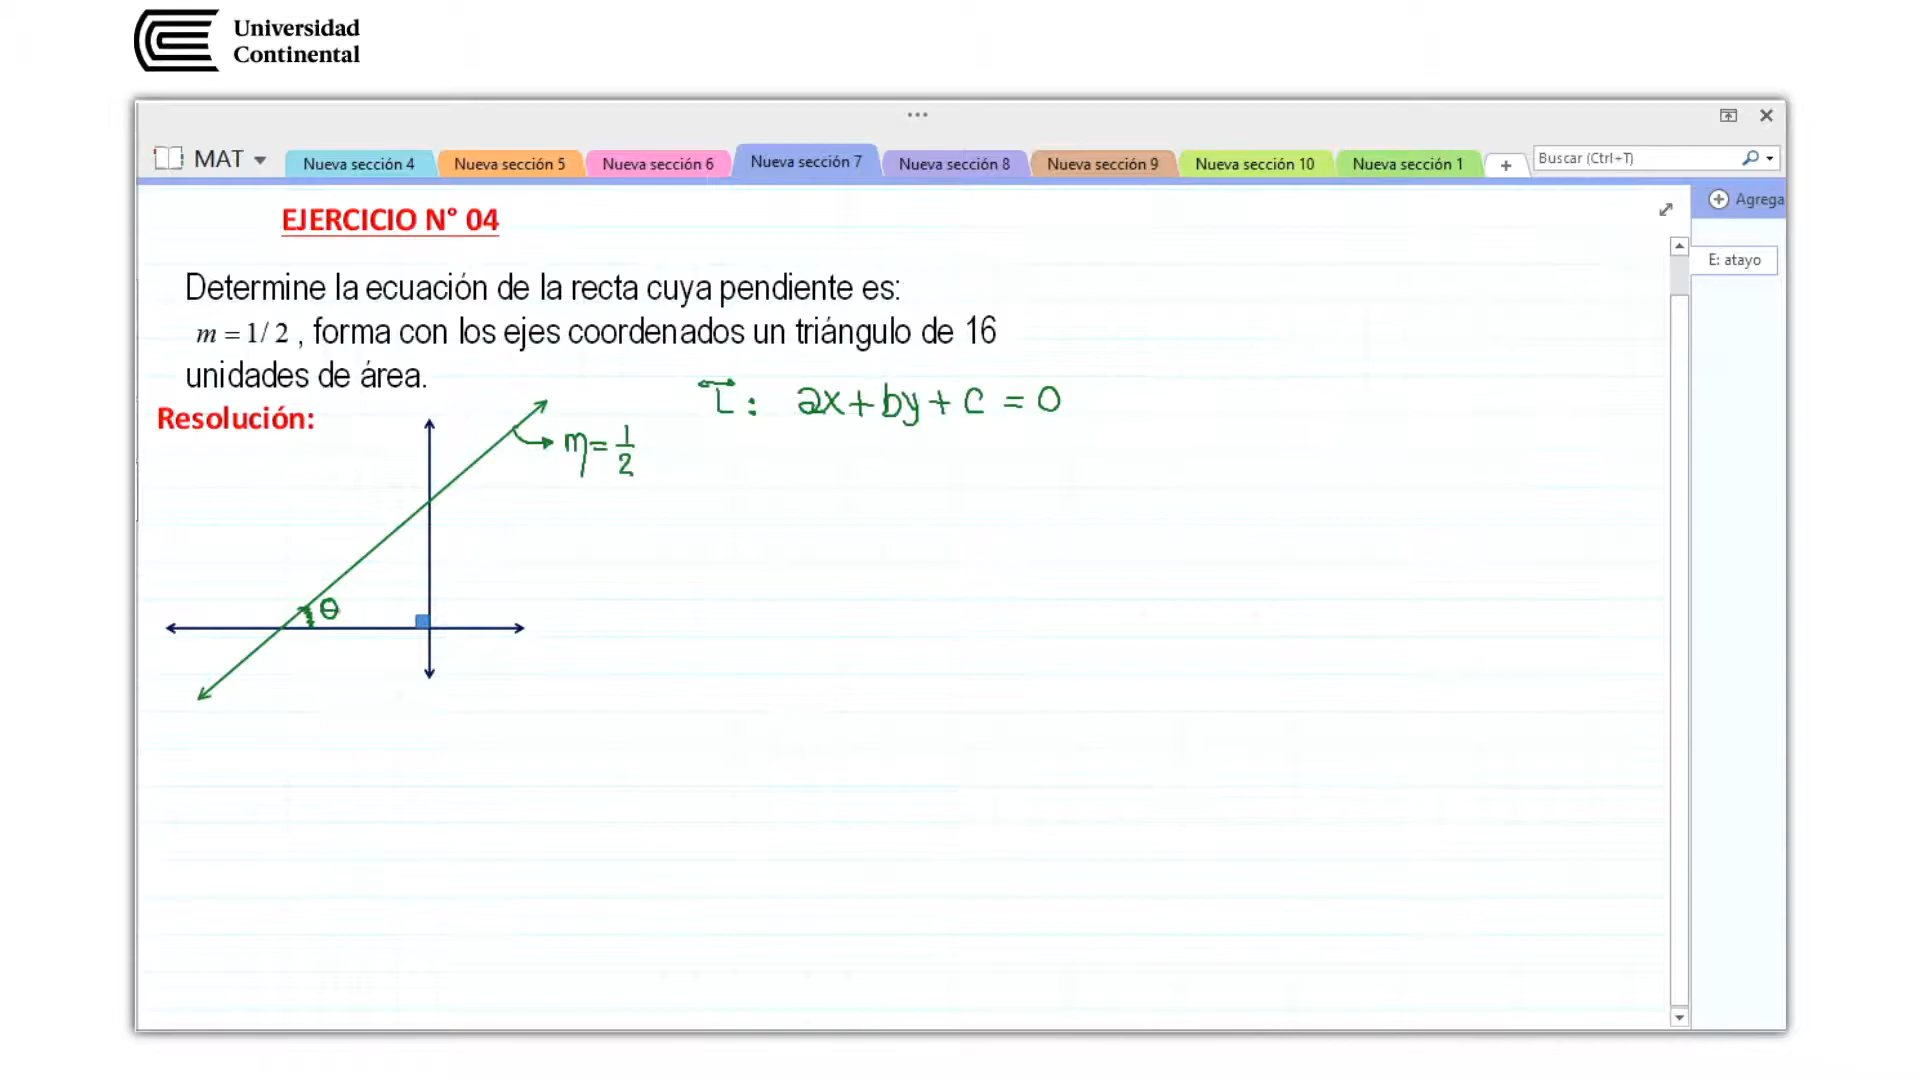 Universidad
Continental
...
MAT
Nueva sección 4
Nueva sección 5
Nueva sección 6
Nueva sección 7
Nueva sección 8
Nueva sección 9
Nueva sección 10
Nueva sección 1
+
Buscar (Ctrl+T)
Agrega
E: atayo
EJERCICIO N° 04
Determine la ecuación de la recta cuya pendiente es:
m = 1/2 , forma con los ejes coordenados un triángulo de 16
unidades de área.
Resolución:
L: ax+by+c = 0
m = 1/2
θ